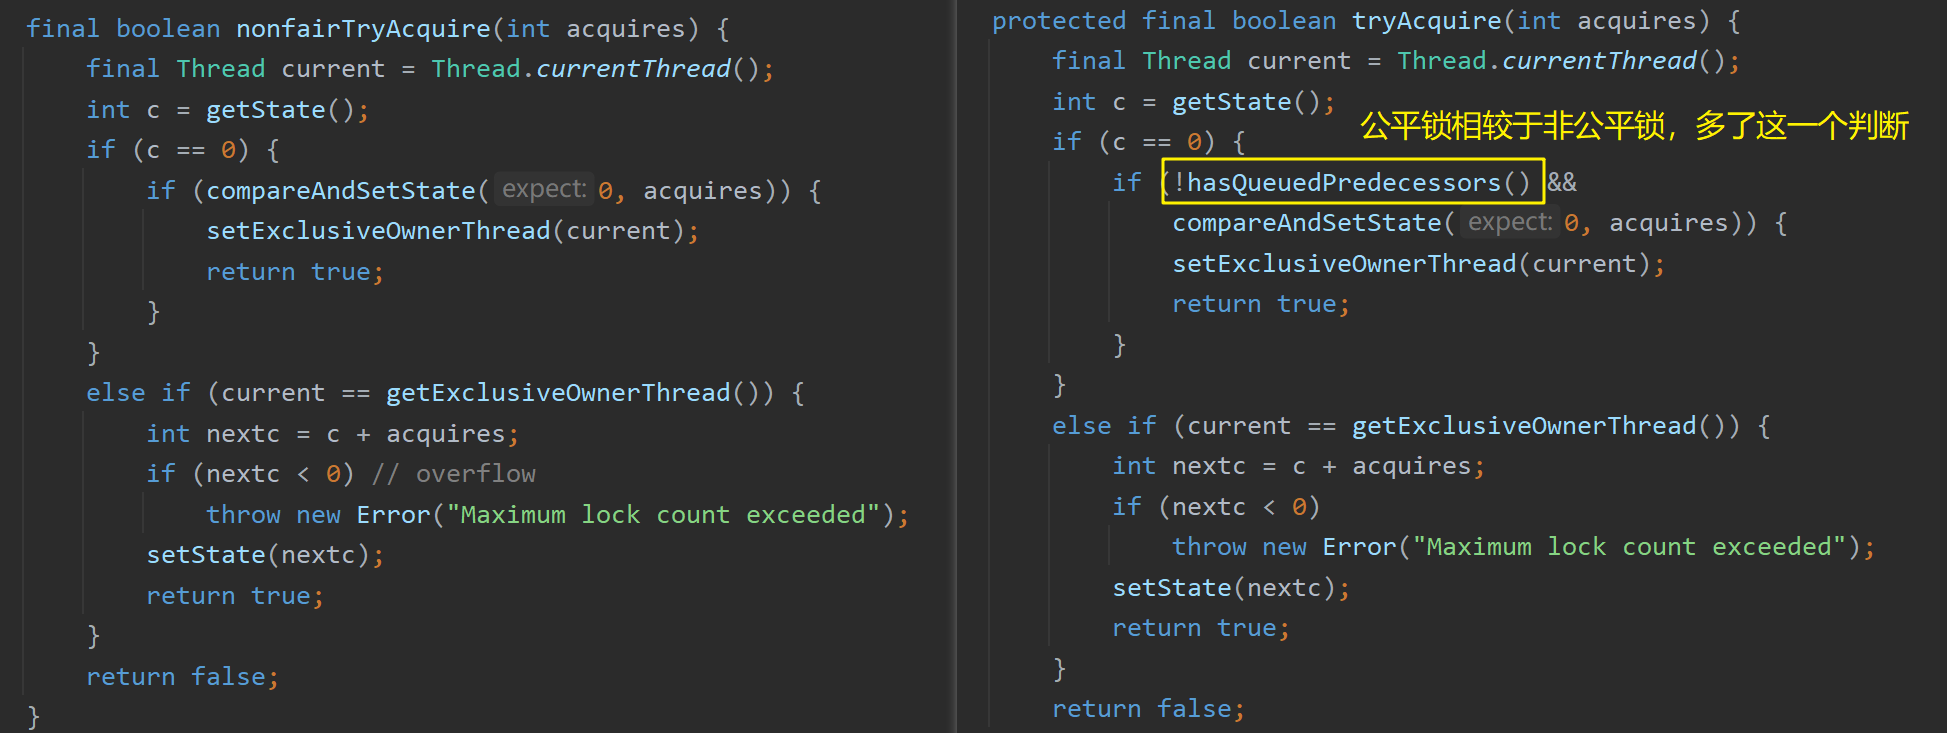 final boolean nonfairTryAcquire(int acquires) {
final Thread current = Thread.currentThread();
int c = getState();
if (c == 0) {
if (compareAndSetState( expect: 0, acquires)) {
setExclusiveOwnerThread(current);
return true;
}
}
else if (current == getExclusiveOwnerThread()) {
int nextc = c + acquires;
if (nextc < 0) // overflow
throw new Error("Maximum lock count exceeded");
setState(nextc);
return true;
}
return false;
}
protected final boolean tryAcquire(int acquires) {
final Thread current = Thread.currentThread();
int c = getState();
公平锁相较于非公平锁，多了这一个判断
if (c == 0) {
if (!hasQueuedPredecessors() &&
compareAndSetState( expect: 0, acquires)) {
setExclusiveOwnerThread(current);
return true;
}
}
else if (current == getExclusiveOwnerThread()) {
int nextc = c + acquires;
if (nextc < 0)
throw new Error("Maximum lock count exceeded");
setState(nextc);
return true;
}
return false;